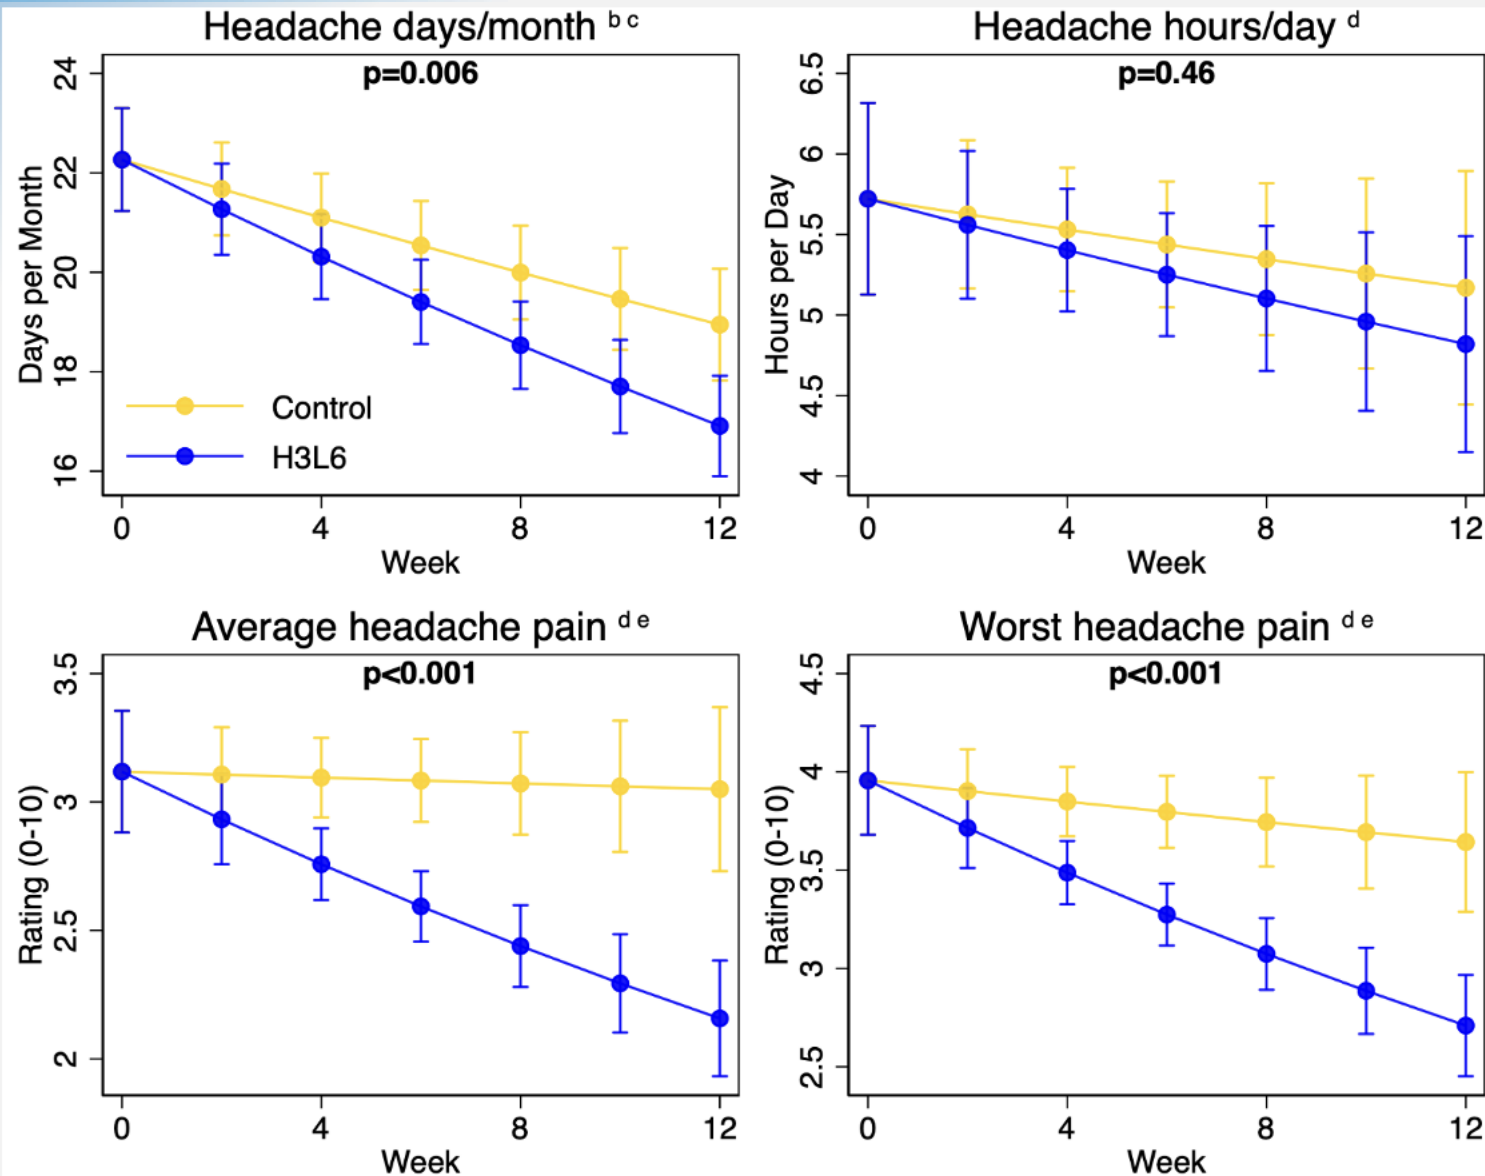 Headache days/month b c
p=0.006
Days per Month
24
22
20
18
16
Control
H3L6
0 4 8 12
Week
Headache hours/day d
p=0.46
Hours per Day
6.5
6
5.5
5
4.5
4
0 4 8 12
Week
Average headache pain d e
p<0.001
Rating (0-10)
3.5
3
2.5
2
0 4 8 12
Week
Worst headache pain d e
p<0.001
Rating (0-10)
4.5
4
3.5
3
2.5
0 4 8 12
Week